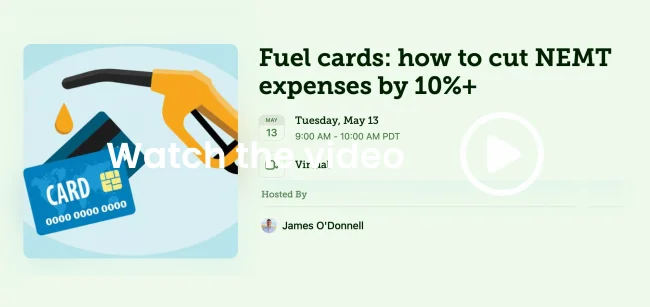 Fuel cards: how to cut NEMT
expenses by 10%+
MAY
13
Tuesday, May 13
9:00 AM - 10:00 AM PDT
Virtual
Watch the video
Hosted By
James O'Donnell
CARD
0000 0000 0000